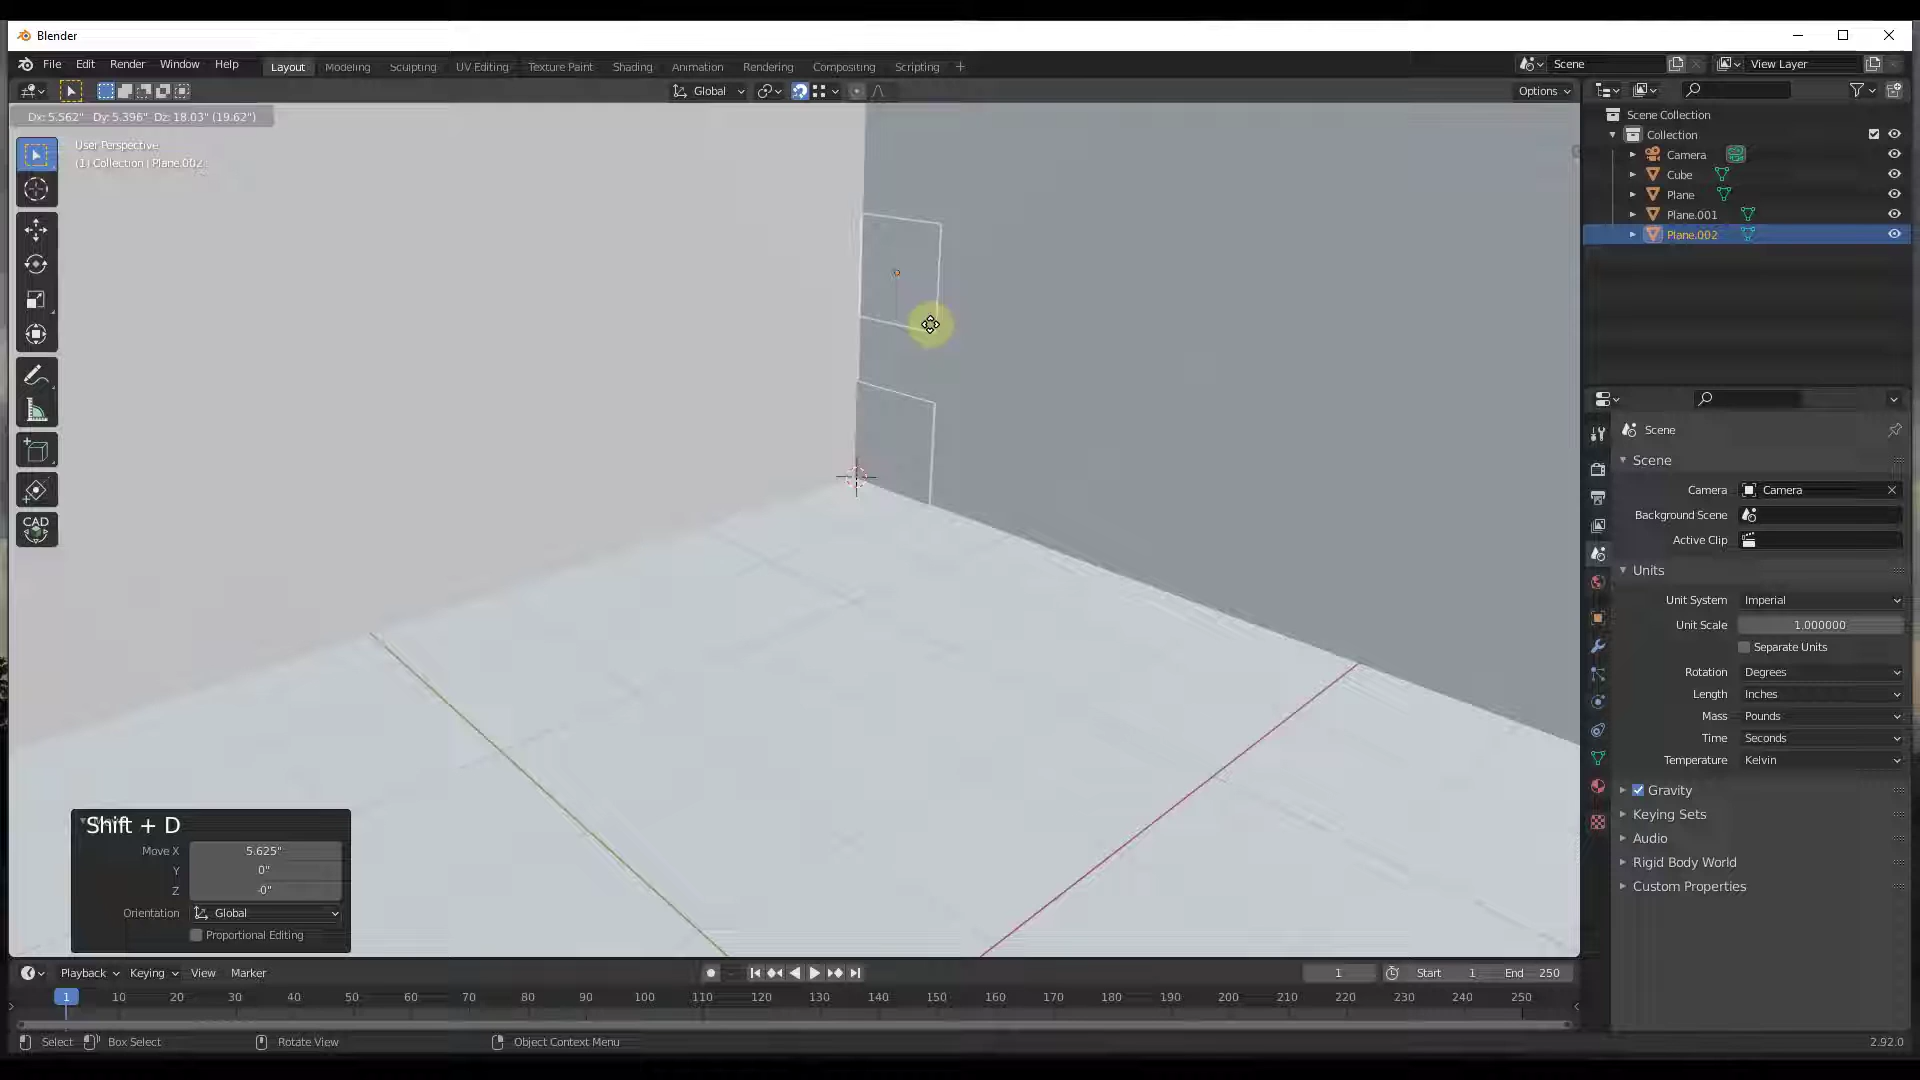 Blender
File Edit Render Window Help
Layout Modeling Sculpting UV Editing Texture Paint Shading Animation Rendering Compositing Scripting
Scene
View Layer
Global
Options
Dx: 5.562" Dy: 5.396" Dz: 18.03" (19.62")
User Perspective
(1) Collection | Plane.002
CAD
Scene Collection
Collection
Camera
Cube
Plane
Plane.001
Plane.002
Scene
Scene
Camera Camera
Background Scene
Active Clip
Units
Unit System Imperial
Unit Scale 1.000000
Separate Units
Rotation Degrees
Length Inches
Mass Pounds
Time Seconds
Temperature Kelvin
Gravity
Keying Sets
Audio
Rigid Body World
Custom Properties
Shift + D
Move X 5.625"
Y 0"
Z -0"
Orientation Global
Proportional Editing
Playback Keying View Marker
1 Start 1 End 250
1 10 20 30 40 50 60 70 80 90 100 110 120 130 140 150 160 170 180 190 200 210 220 230 240 250
Select Box Select Rotate View Object Context Menu
2.92.0